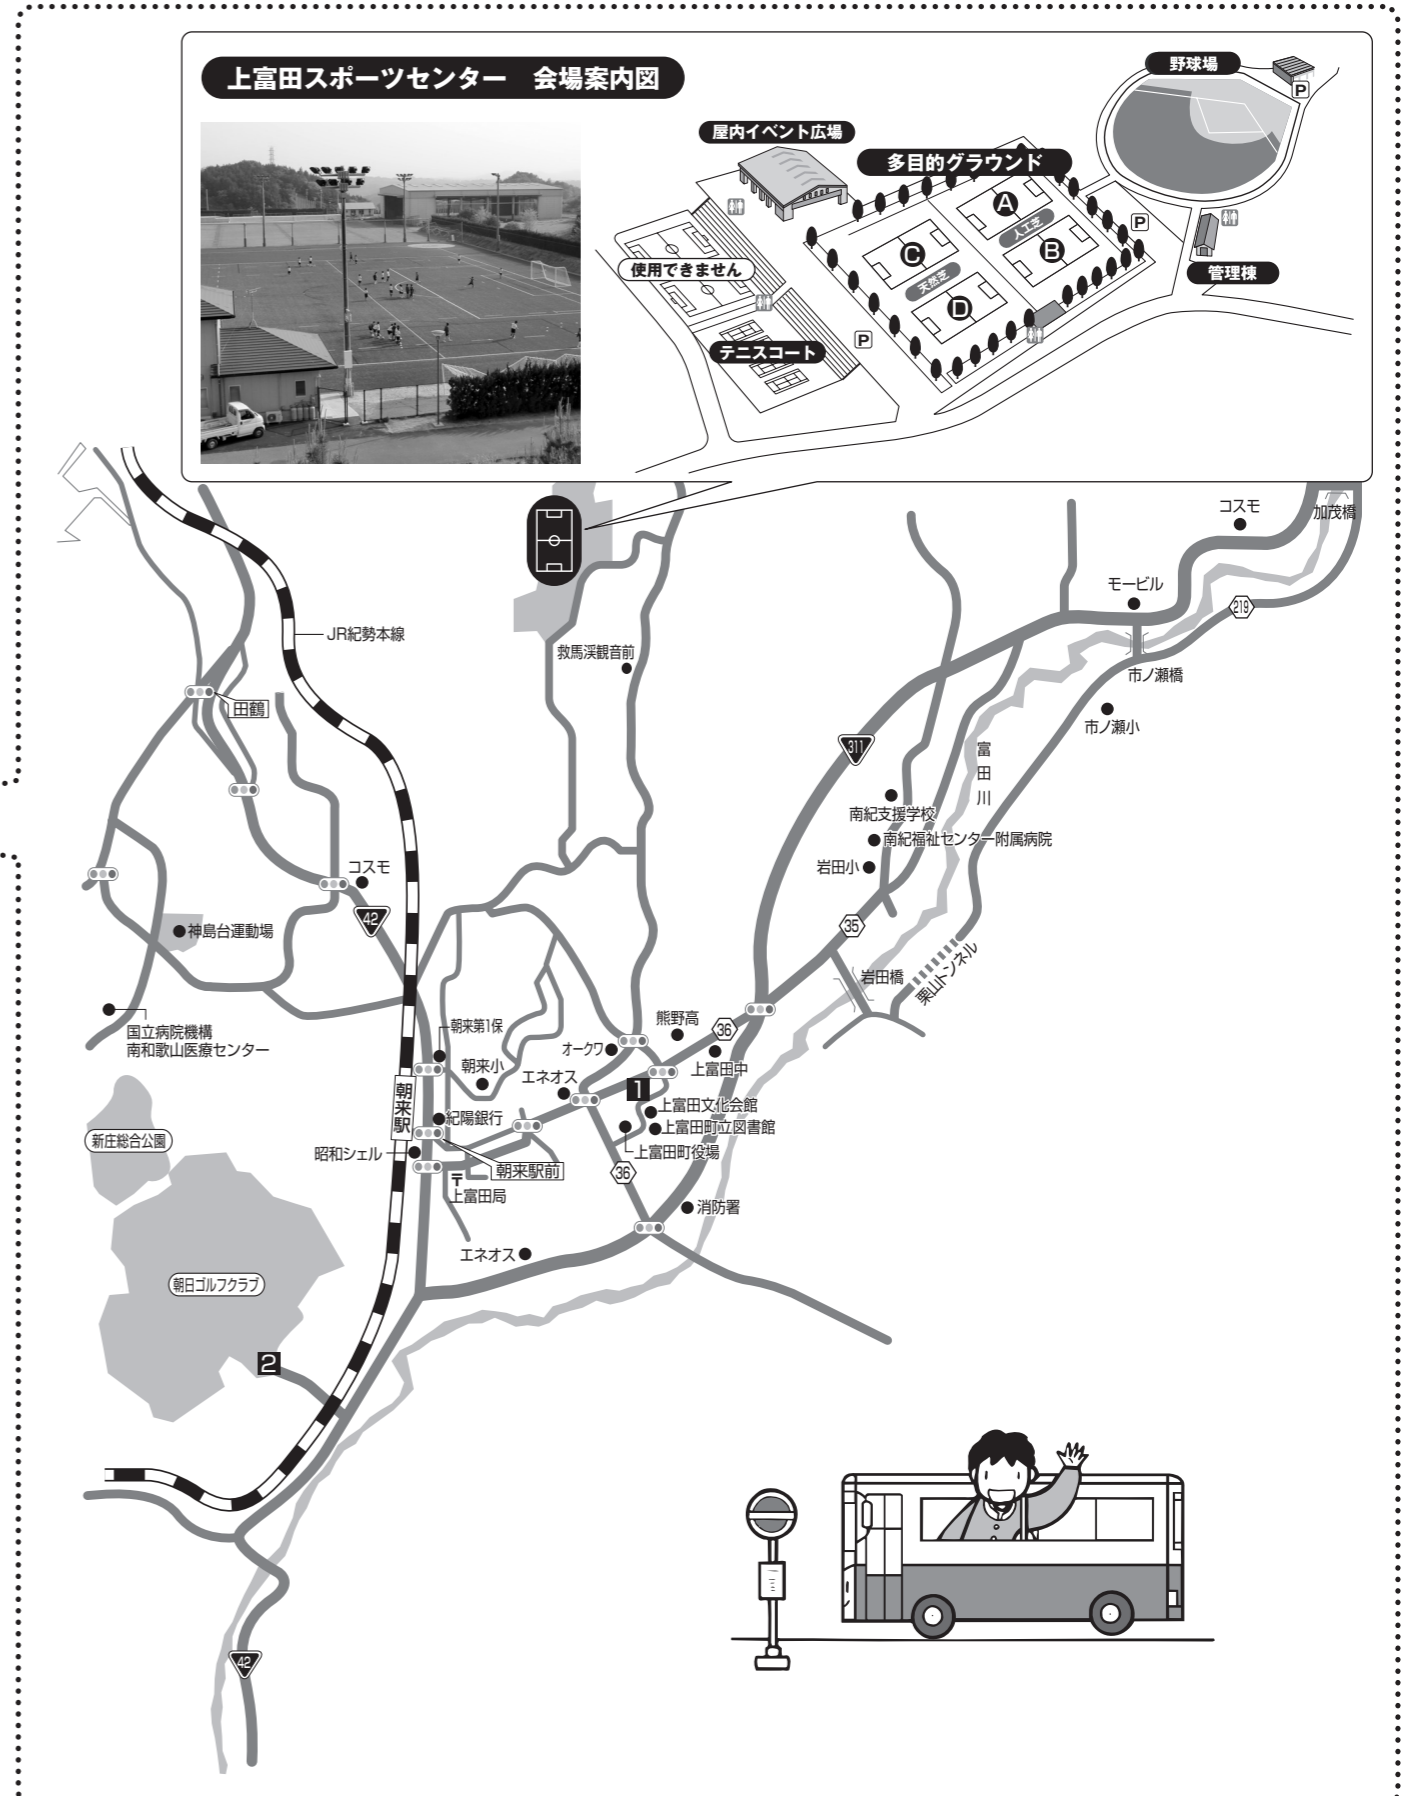 上富田スポーツセンター　会場案内図
野球場
P
屋内イベント広場
多目的グラウンド
A
人工芝
B
C
天然芝
D
P
管理棟
使用できません
P
テニスコート
コスモ
加茂橋
モービル
219
JR紀勢本線
救馬渓観音前
市ノ瀬橋
田鶴
市ノ瀬小
311
富田川
南紀支援学校
南紀福祉センター附属病院
岩田小
コスモ
42
35
神島台運動場
岩田橋
栗山トンネル
国立病院機構
南和歌山医療センター
朝来第1保
熊野高
36
オークワ
朝来小
上富田中
エネオス
1
朝来駅
紀陽銀行
上富田文化会館
上富田町立図書館
新庄総合公園
昭和シェル
上富田町役場
朝来駅前
36
〒
上富田局
消防署
エネオス
朝日ゴルフクラブ
2
42